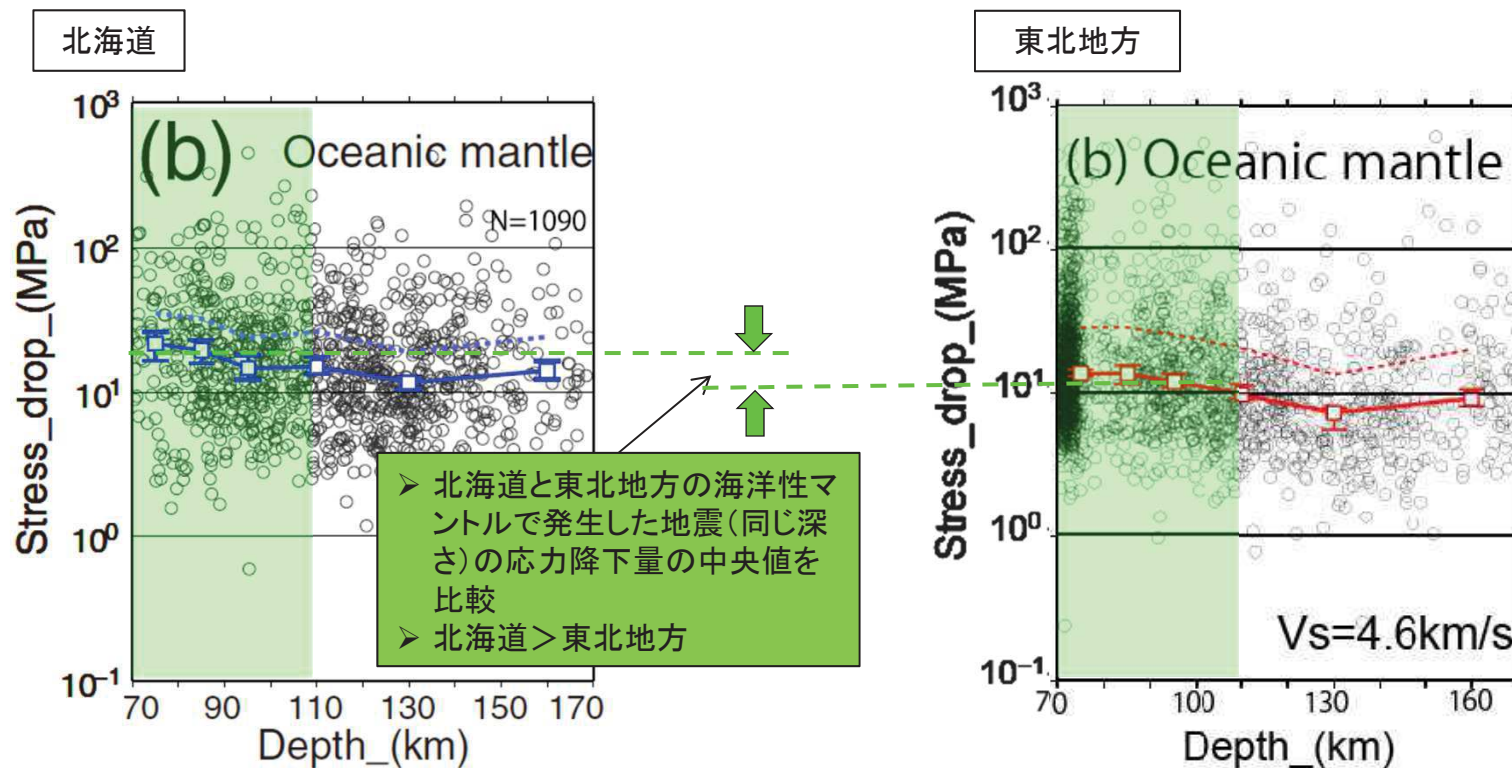 北海道
10³
10²
10¹
10⁰
10⁻¹
Stress_drop_(MPa)
(b) Oceanic mantle
N=1090
70 90 110 130 150 170
Depth_(km)
➢ 北海道と東北地方の海洋性マ
ントルで発生した地震(同じ深
さ)の応力降下量の中央値を
比較
➢ 北海道>東北地方
東北地方
10³
10²
10¹
10⁰
10⁻¹
Stress_drop_(MPa)
(b) Oceanic mantle
Vs=4.6km/s
70 100 130 160
Depth_(km)